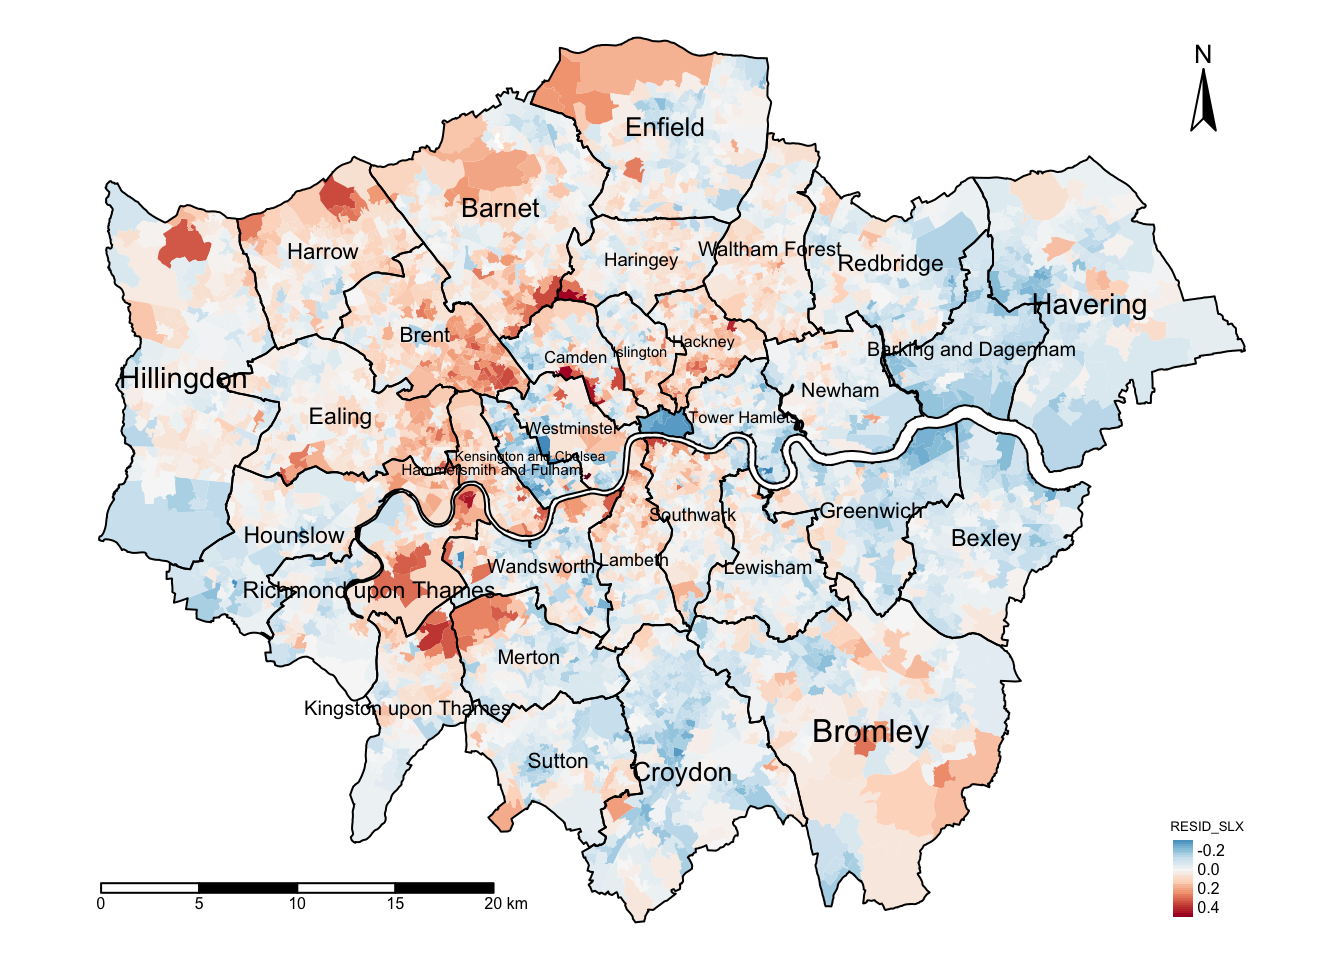 N
Enfield
Barnet
Harrow
Haringey
Waltham Forest
Redbridge
Havering
Brent
Camden
Islington
Hackney
Barking and Dagenham
Hillingdon
Newham
Ealing
Westminster
Tower Hamlets
Kensington and Chelsea
Hammersmith and Fulham
Southwark
Greenwich
Hounslow
Bexley
Wandsworth
Lambeth
Lewisham
Richmond upon Thames
Merton
Kingston upon Thames
Bromley
Sutton
Croydon
RESID_SLX
-0.2
0.0
0.2
0.4
0 5 10 15 20 km